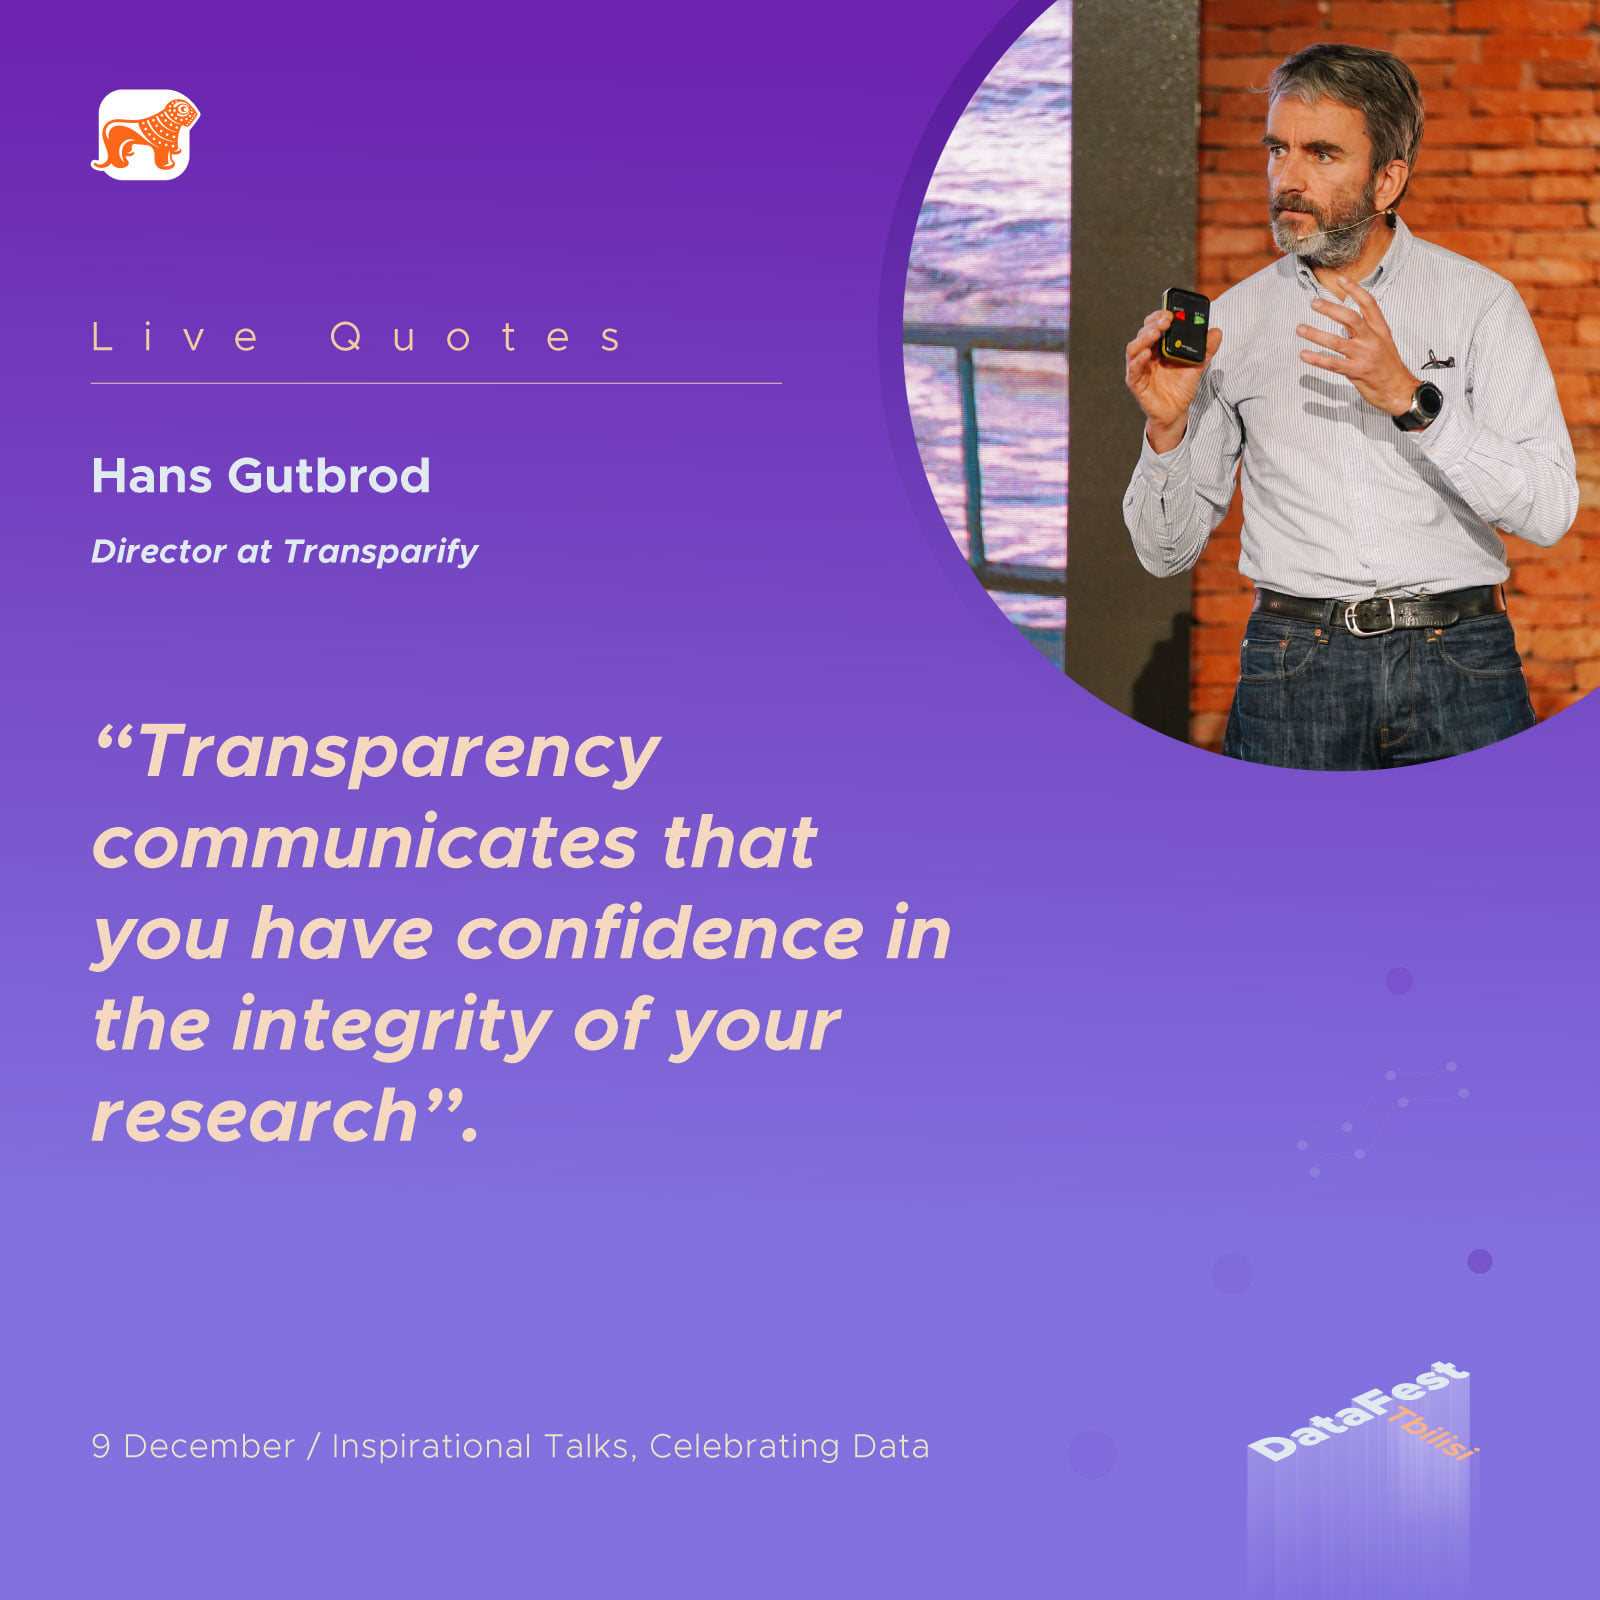 Live Quotes
Hans Gutbrod
Director at Transparify
“Transparency
communicates that
you have confidence in
the integrity of your
research”.
9 December / Inspirational Talks, Celebrating Data
DataFest
Tbilisi